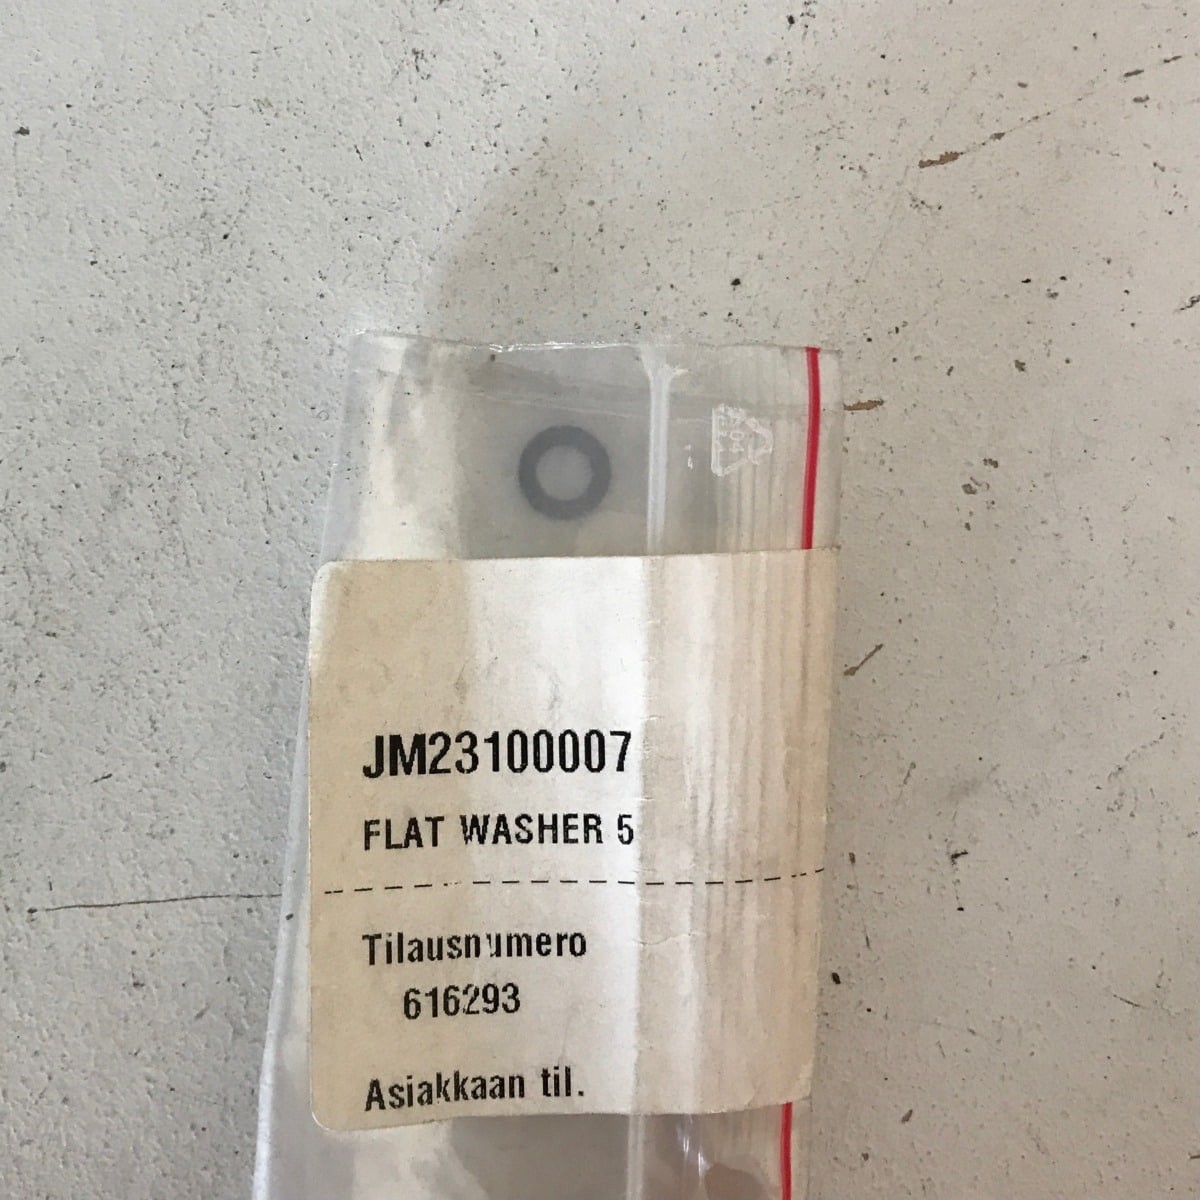 JM23100007
FLAT WASHER 5
Tilausnumero
616293
Asiakkaan til.